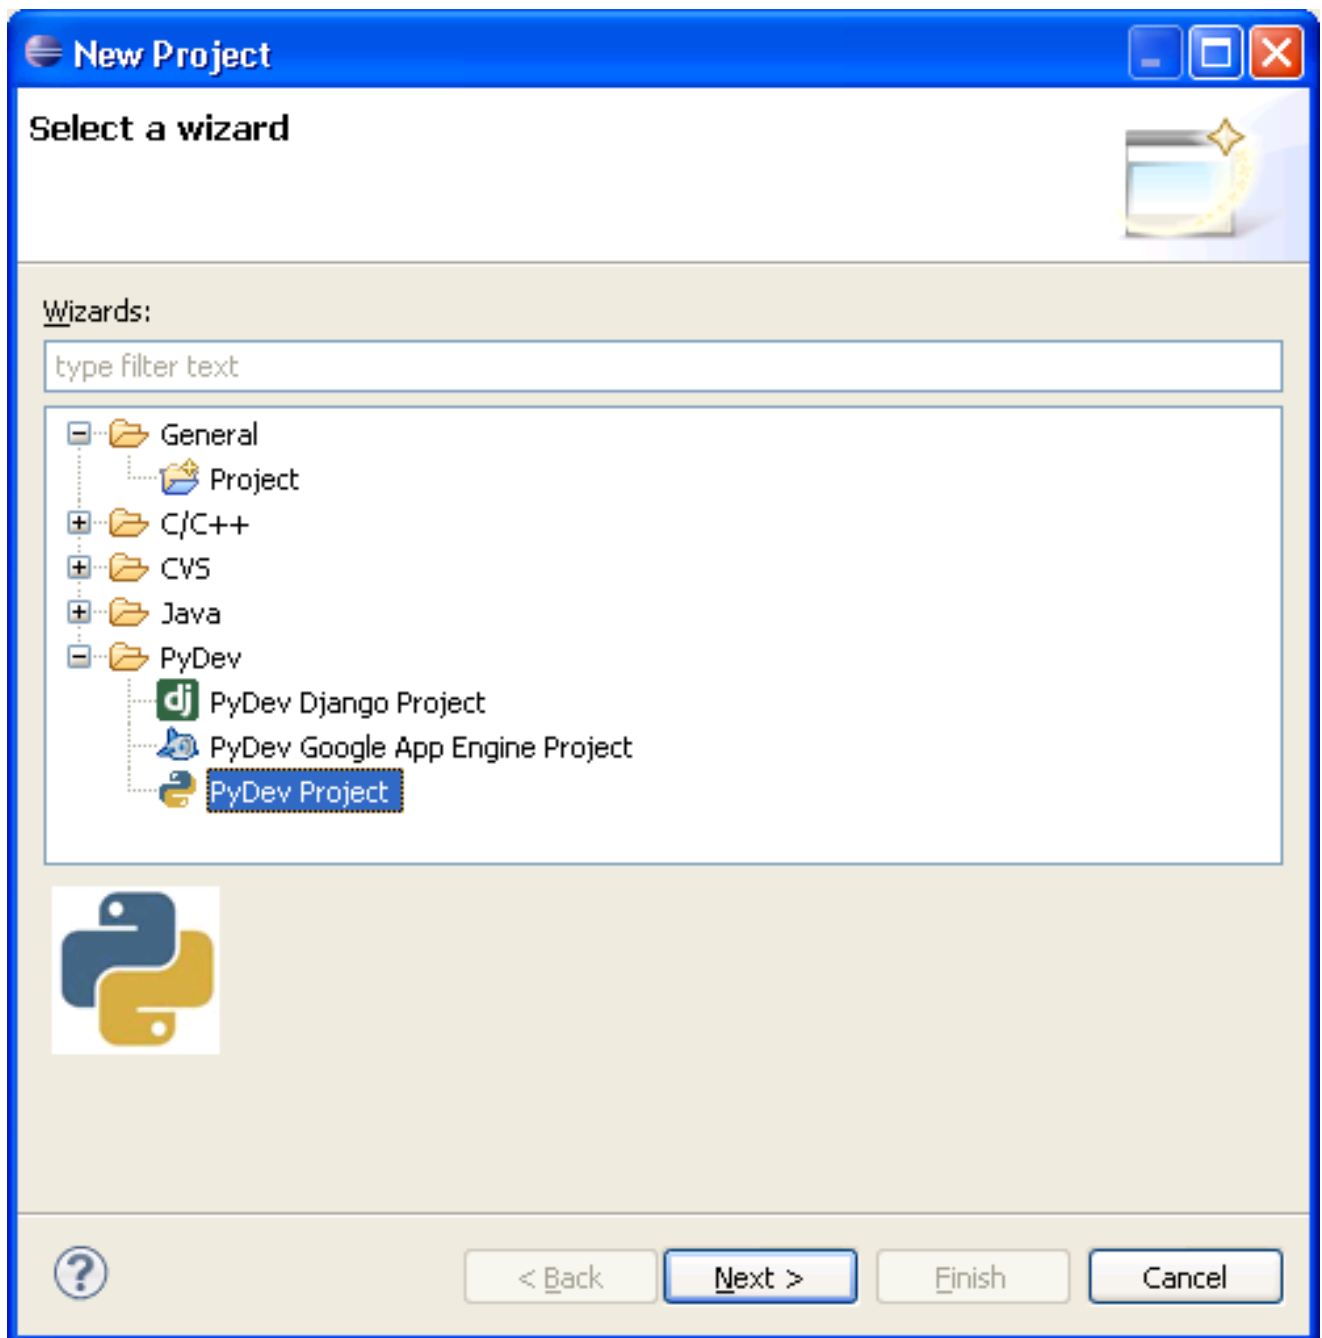 New Project
Select a wizard
Wizards:
type filter text
General
Project
C/C++
CVS
Java
PyDev
dj PyDev Django Project
PyDev Google App Engine Project
PyDev Project
? < Back Next > Finish Cancel